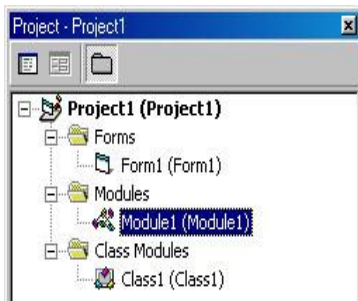 Project - Project1
Project1 (Project1)
Forms
Form1 (Form1)
Modules
Module1 (Module1)
Class Modules
Class1 (Class1)